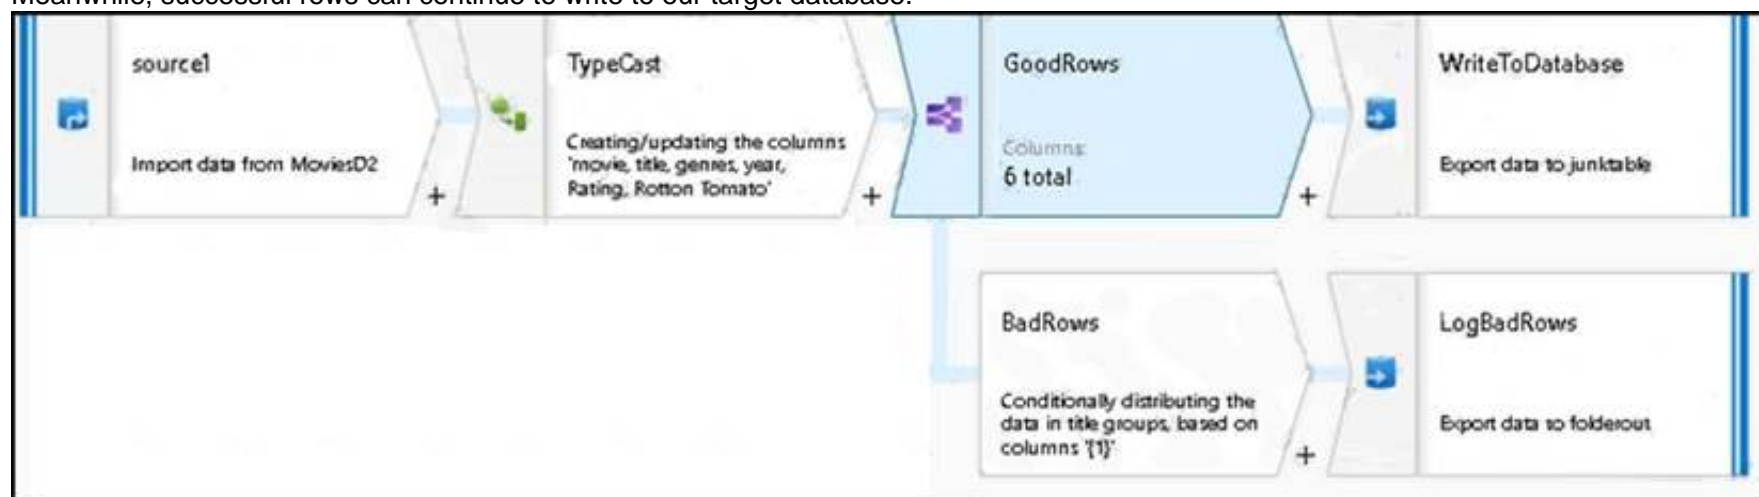 Meanwhile, successful rows can continue to write to our target database.
source1
Import data from MoviesD2
+
TypeCast
Creating/updating the columns
'movie, title, genres, year,
Rating, Rotton Tomato'
+
GoodRows
Columns:
6 total
+
WriteToDatabase
Export data to junktable
BadRows
Conditionally distributing the
data in title groups, based on
columns '{1}'
+
LogBadRows
Export data to folderout